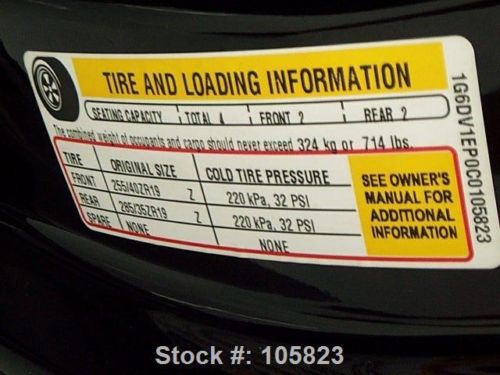 TIRE AND LOADING INFORMATION
SEATING CAPACITY TOTAL 4 FRONT 2 REAR 2
The combined weight of occupants and cargo should never exceed 324 kg or 714 lbs.
TIRE ORIGINAL SIZE COLD TIRE PRESSURE
FRONT 255/40ZR19 Z 220 kPa, 32 PSI
REAR 285/35ZR19 Z 220 kPa, 32 PSI
SPARE NONE NONE
SEE OWNER'S
MANUAL FOR
ADDITIONAL
INFORMATION
1G6DV1EP0C0105823
Stock #: 105823